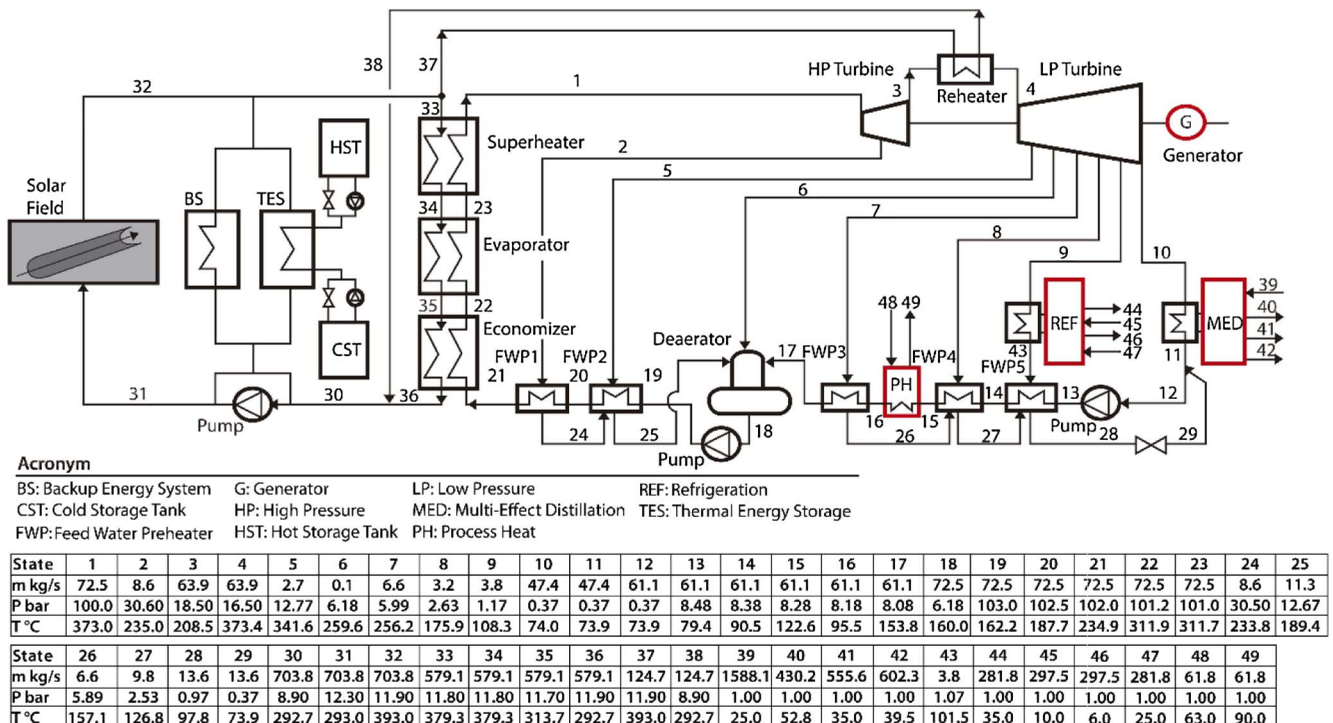 38
37
32
1
HP Turbine
3
Reheater
4
LP Turbine
33
HST
Superheater
2
G
Generator
5
6
Solar
Field
BS
TES
34
23
7
8
Evaporator
9
10
39
CST
35
22
Deaerator
48
49
REF
44
45
46
47
MED
40
41
42
Economizer
FWP1
FWP2
17
FWP3
PH
FWP4
FWP5
43
11
21
20
19
16
15
14
13
12
31
30
36
Pump
24
25
18
Pump
26
27
Pump
28
29
Acronym
BS: Backup Energy System G: Generator LP: Low Pressure REF: Refrigeration
CST: Cold Storage Tank HP: High Pressure MED: Multi-Effect Distillation TES: Thermal Energy Storage
FWP: Feed Water Preheater HST: Hot Storage Tank PH: Process Heat
State 1 2 3 4 5 6 7 8 9 10 11 12 13 14 15 16 17 18 19 20 21 22 23 24 25
m kg/s 72.5 8.6 63.9 63.9 2.7 0.1 6.6 3.2 3.8 47.4 47.4 61.1 61.1 61.1 61.1 61.1 61.1 72.5 72.5 72.5 72.5 72.5 72.5 8.6 11.3
P bar 100.0 30.60 18.50 16.50 12.77 6.18 5.99 2.63 1.17 0.37 0.37 0.37 8.48 8.38 8.28 8.18 8.08 6.18 103.0 102.5 102.0 101.2 101.0 30.50 12.67
T °C 373.0 235.0 208.5 373.4 341.6 259.6 256.2 175.9 108.3 74.0 73.9 73.9 79.4 90.5 122.6 95.5 153.8 160.0 162.2 187.7 234.9 311.9 311.7 233.8 189.4
State 26 27 28 29 30 31 32 33 34 35 36 37 38 39 40 41 42 43 44 45 46 47 48 49
m kg/s 6.6 9.8 13.6 13.6 703.8 703.8 703.8 579.1 579.1 579.1 579.1 124.7 124.7 1588.1 430.2 555.6 602.3 3.8 281.8 297.5 297.5 281.8 61.8 61.8
P bar 5.89 2.53 0.97 0.37 8.90 12.30 11.90 11.80 11.80 11.70 11.90 11.90 8.90 1.00 1.00 1.00 1.00 1.07 1.00 1.00 1.00 1.00 1.00 1.00
T °C 157.1 126.8 97.8 73.9 292.7 293.0 393.0 379.3 379.3 313.7 292.7 393.0 292.7 25.0 52.8 35.0 39.5 101.5 35.0 10.0 6.0 25.0 63.0 90.0